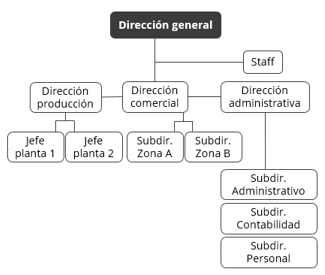 Dirección general
Staff
Dirección
producción
Dirección
comercial
Dirección
administrativa
Jefe
planta 1
Jefe
planta 2
Subdir.
Zona A
Subdir.
Zona B
Subdir.
Administrativo
Subdir.
Contabilidad
Subdir.
Personal